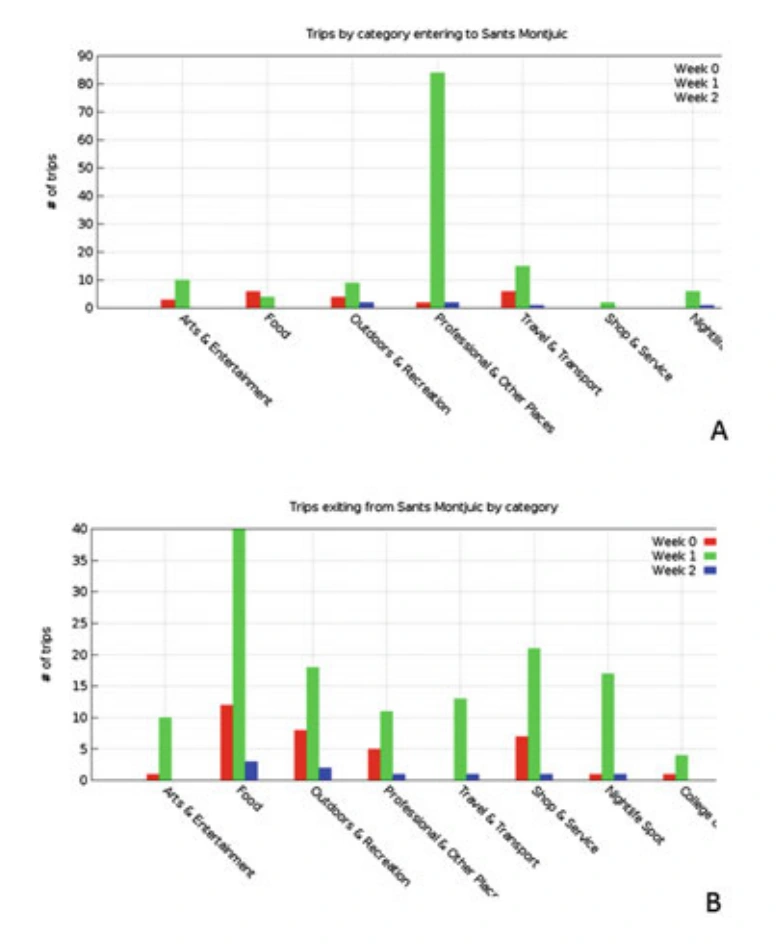 Trips by category entering to Sants Montjuic
90
80
70
60
50
40
30
20
10
0
# of trips
Week 0
Week 1
Week 2
Arts & Entertainment
Food
Outdoors & Recreation
Professional & Other Places
Travel & Transport
Shop & Service
A
Trips exiting from Sants Montjuic by category
40
35
30
25
20
15
10
5
0
# of trips
Week 0
Week 1
Week 2
Arts & Entertainment
Food
Outdoors & Recreation
Professional & Other
Travel & Transport
Shop & Service
Nightlife Spot
College
B